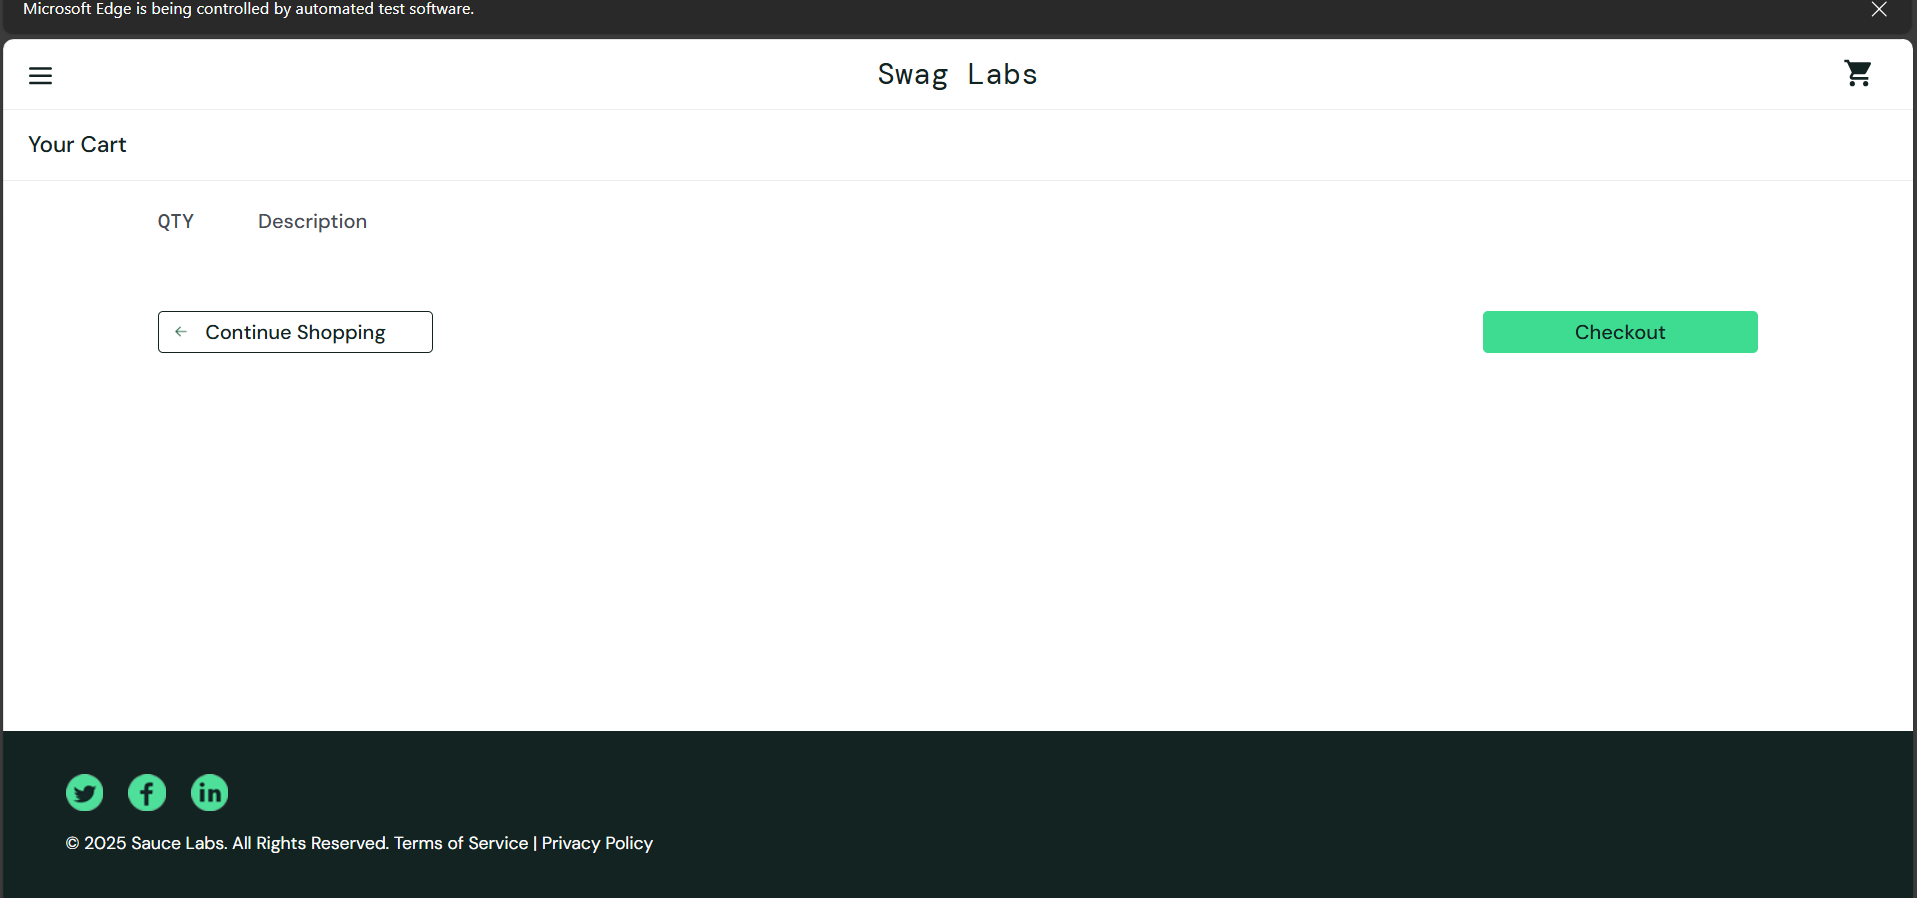 Microsoft Edge is being controlled by automated test software.
Swag Labs
Your Cart
QTY Description
Continue Shopping Checkout
© 2025 Sauce Labs. All Rights Reserved. Terms of Service | Privacy Policy